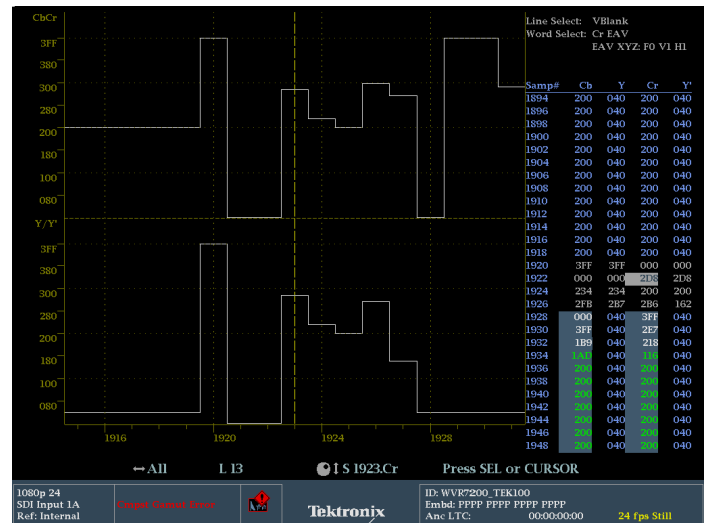 CbCr
Line Select: VBlank
Word Select: Cr EAV
EAV XYZ: F0 V1 H1
3FF
380
300
280
200
180
100
080
Y/Y'
3FF
380
300
280
200
180
100
080
1916 1920 1924 1928
Samp# Cb Y Cr Y'
1894 200 040 200 040
1896 200 040 200 040
1898 200 040 200 040
1900 200 040 200 040
1902 200 040 200 040
1904 200 040 200 040
1906 200 040 200 040
1908 200 040 200 040
1910 200 040 200 040
1912 200 040 200 040
1914 200 040 200 040
1916 200 040 200 040
1918 200 040 200 040
1920 3FF 3FF 000 000
1922 000 000 2D8 2D8
1924 234 234 200 200
1926 2FB 2B7 2B6 162
1928 000 040 3FF 040
1930 3FF 040 2E7 040
1932 1B9 040 218 040
1934 1AD 040 116 040
1936 200 040 200 040
1938 200 040 200 040
1940 200 040 200 040
1942 200 040 200 040
1944 200 040 200 040
1946 200 040 200 040
1948 200 040 200 040
⇔All L 13 S 1923.Cr Press SEL or CURSOR
1080p 24
SDI Input 1A
Ref: Internal
Tektronix
ID: WVR7200_TEK100
Embd: PPPP PPPP PPPP PPPP
Anc LTC: 00:00:00:00 24 fps Still